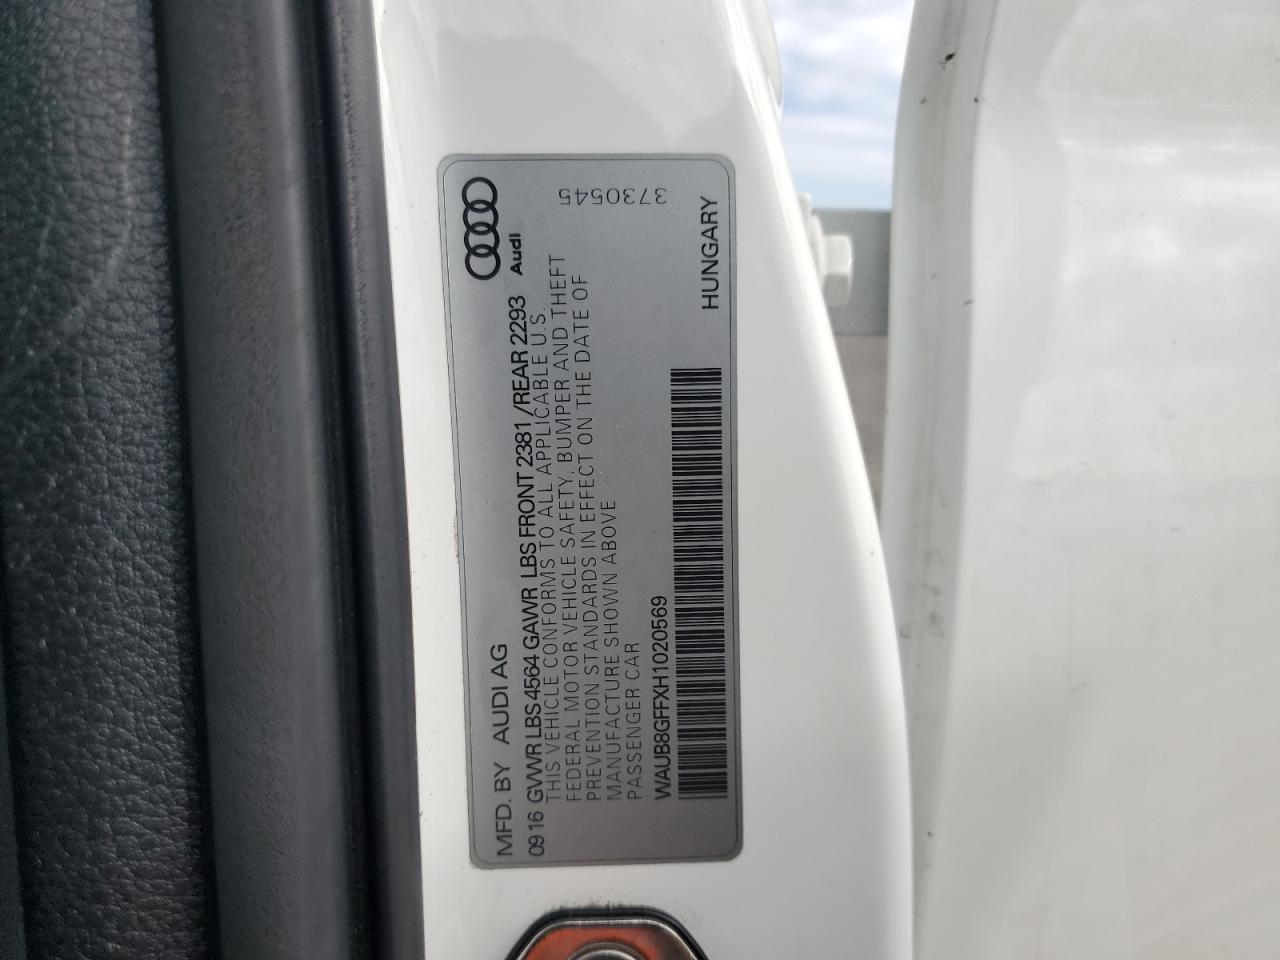 MFD. BY AUDI AG
Audi
0916 GVWR LBS 4564 GAWR LBS FRONT 2381 /REAR 2293
THIS VEHICLE CONFORMS TO ALL APPLICABLE U.S.
FEDERAL MOTOR VEHICLE SAFETY, BUMPER AND THEFT
PREVENTION STANDARDS IN EFFECT ON THE DATE OF
MANUFACTURE SHOWN ABOVE
PASSENGER CAR
3730545
WAUB8GFFXH1020569
HUNGARY